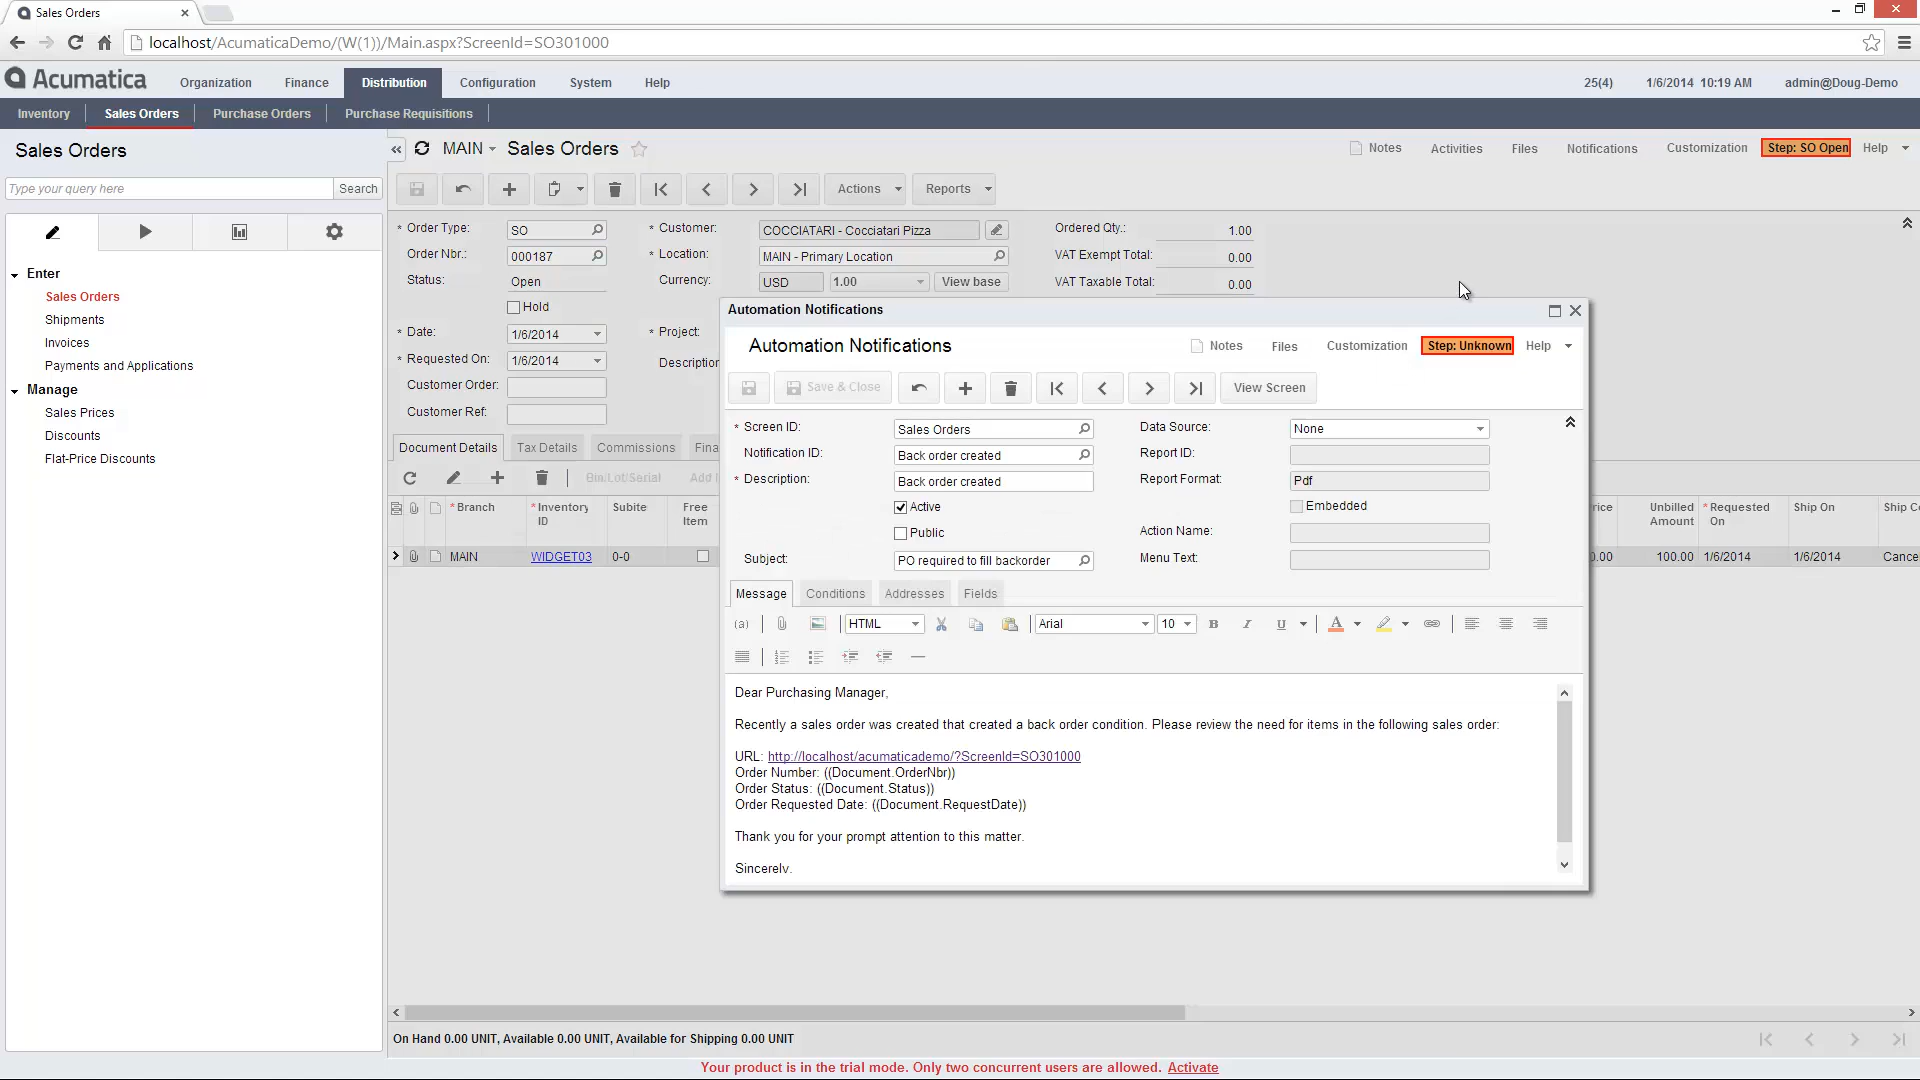 Sales Orders
localhost/AcumaticaDemo/(W(1))/Main.aspx?ScreenId=SO301000
Acumatica Organization Finance Distribution Configuration System Help 25(4) 1/6/2014 10:19 AM admin@Doug-Demo
Inventory Sales Orders Purchase Orders Purchase Requisitions
Sales Orders
Type your query here Search
Enter
Sales Orders
Shipments
Invoices
Payments and Applications
Manage
Sales Prices
Discounts
Flat-Price Discounts
MAIN Sales Orders Notes Activities Files Notifications Customization Step: SO Open Help
Actions Reports
* Order Type: SO * Customer: COCCIATARI - Cocciatari Pizza Ordered Qty.: 1.00
Order Nbr.: 000187 * Location: MAIN - Primary Location VAT Exempt Total: 0.00
Status: Open Currency: USD 1.00 View base VAT Taxable Total: 0.00
Hold
* Date: 1/6/2014 * Project:
* Requested On: 1/6/2014 Description
Customer Order:
Customer Ref:
Document Details Tax Details Commissions Fina
Bin/Lot/Serial Add I
* Branch * Inventory ID Subite Free Item rice Unbilled Amount * Requested On Ship On Ship Co
MAIN WIDGET03 0-0 0.00 100.00 1/6/2014 1/6/2014 Cance
Automation Notifications
Automation Notifications Notes Files Customization Step: Unknown Help
Save & Close View Screen
* Screen ID: Sales Orders Data Source: None
Notification ID: Back order created Report ID:
* Description: Back order created Report Format: Pdf
Active Embedded
Public Action Name:
Subject: PO required to fill backorder Menu Text:
Message Conditions Addresses Fields
(a) HTML Arial 10 B I U A
Dear Purchasing Manager,
Recently a sales order was created that created a back order condition. Please review the need for items in the following sales order:
URL: http://localhost/acumaticademo/?ScreenId=SO301000
Order Number: ((Document.OrderNbr))
Order Status: ((Document.Status))
Order Requested Date: ((Document.RequestDate))
Thank you for your prompt attention to this matter.
Sincerely,
On Hand 0.00 UNIT, Available 0.00 UNIT, Available for Shipping 0.00 UNIT
Your product is in the trial mode. Only two concurrent users are allowed. Activate